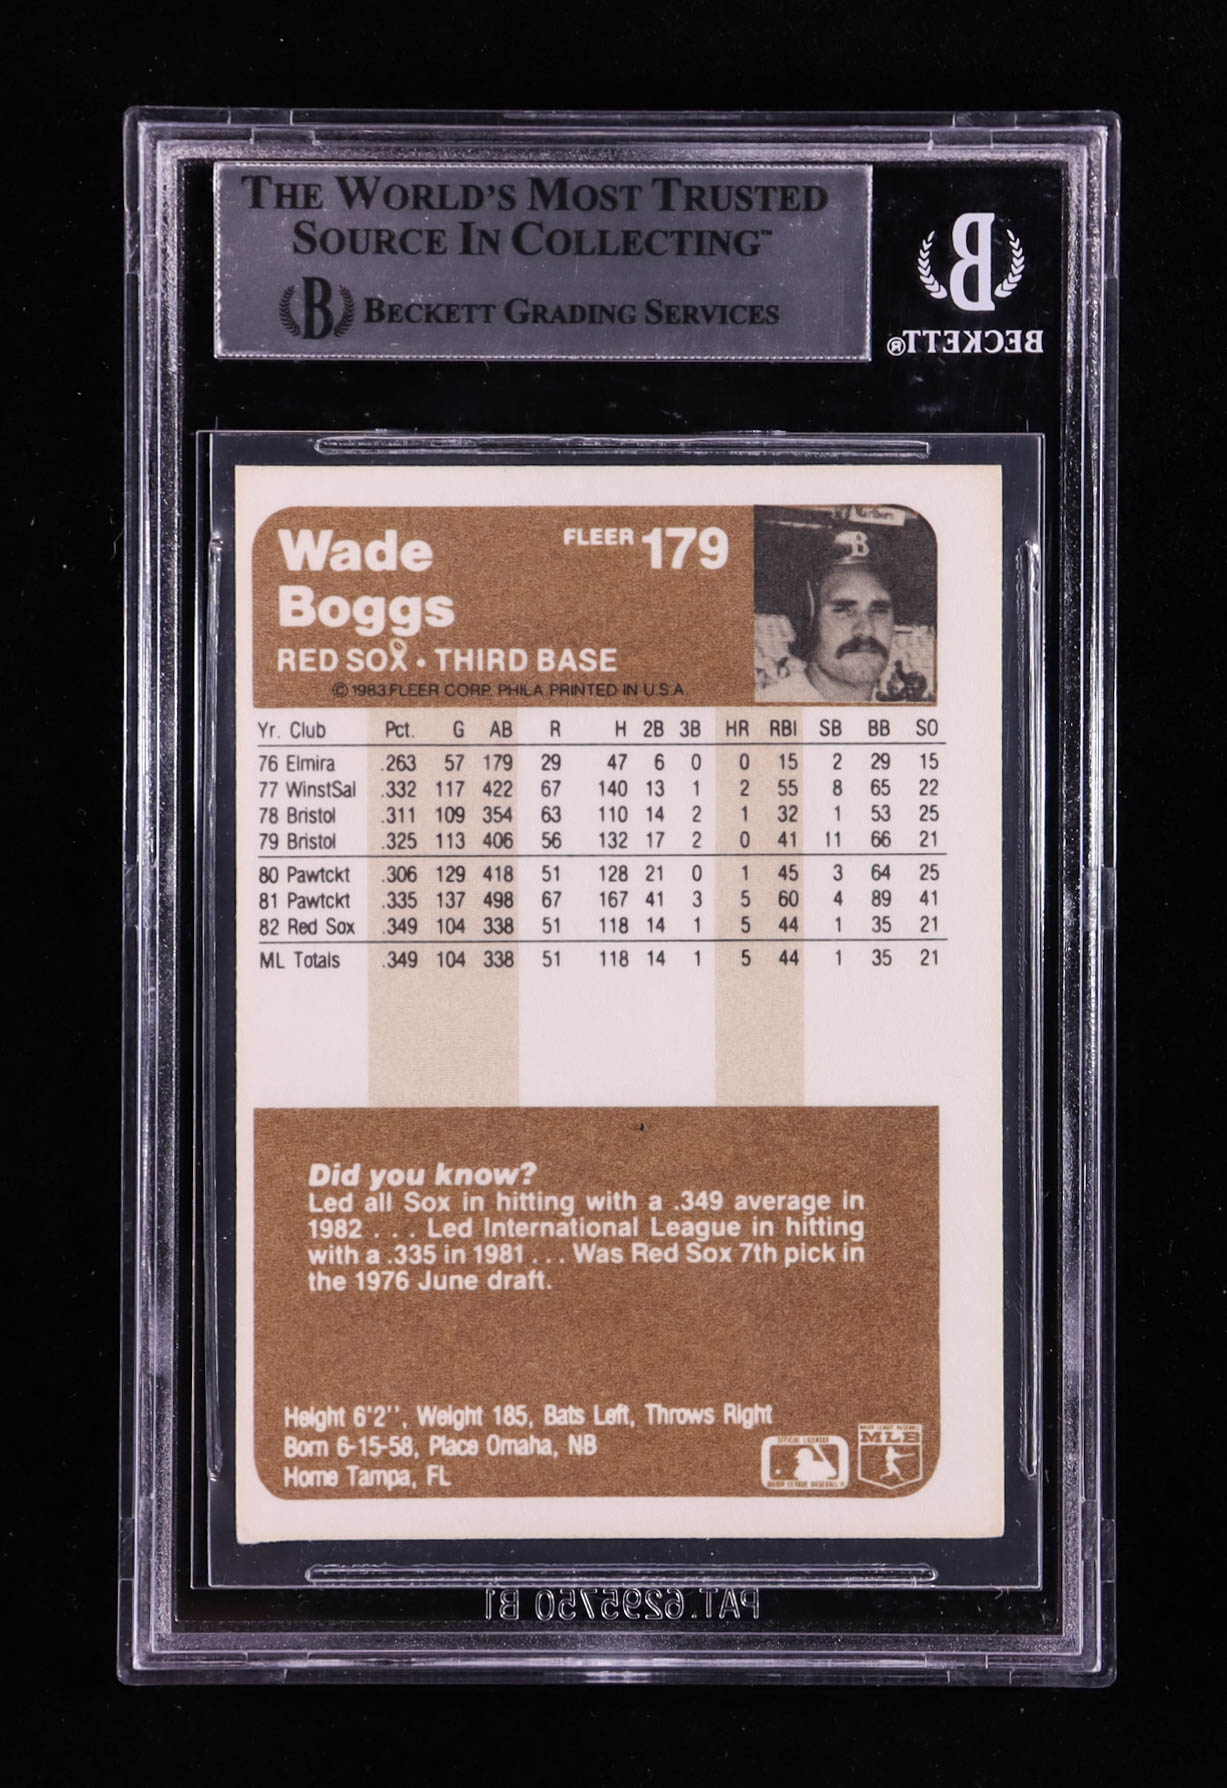 THE WORLD'S MOST TRUSTED
SOURCE IN COLLECTING™
B BECKETT GRADING SERVICES
B
BECKETT®
Wade
Boggs
FLEER 179
B
RED SOX • THIRD BASE
© 1983 FLEER CORP. PHILA. PRINTED IN U.S.A.
Yr. Club Pct. G AB R H 2B 3B HR RBI SB BB SO
76 Elmira .263 57 179 29 47 6 0 0 15 2 29 15
77 WinstSal .332 117 422 67 140 13 1 2 55 8 65 22
78 Bristol .311 109 354 63 110 14 2 1 32 1 53 25
79 Bristol .325 113 406 56 132 17 2 0 41 11 66 21
80 Pawtckt .306 129 418 51 128 21 0 1 45 3 64 25
81 Pawtckt .335 137 498 67 167 41 3 5 60 4 89 41
82 Red Sox .349 104 338 51 118 14 1 5 44 1 35 21
ML Totals .349 104 338 51 118 14 1 5 44 1 35 21
Did you know?
Led all Sox in hitting with a .349 average in
1982 . . . Led International League in hitting
with a .335 in 1981 . . . Was Red Sox 7th pick in
the 1976 June draft.
Height 6'2'', Weight 185, Bats Left, Throws Right
Born 6-15-58, Place Omaha, NB
Home Tampa, FL
OFFICIAL LICENSEE
MAJOR LEAGUE BASEBALL
MAJOR LEAGUE BASEBALL
MLB
PAT. 6295750 B1